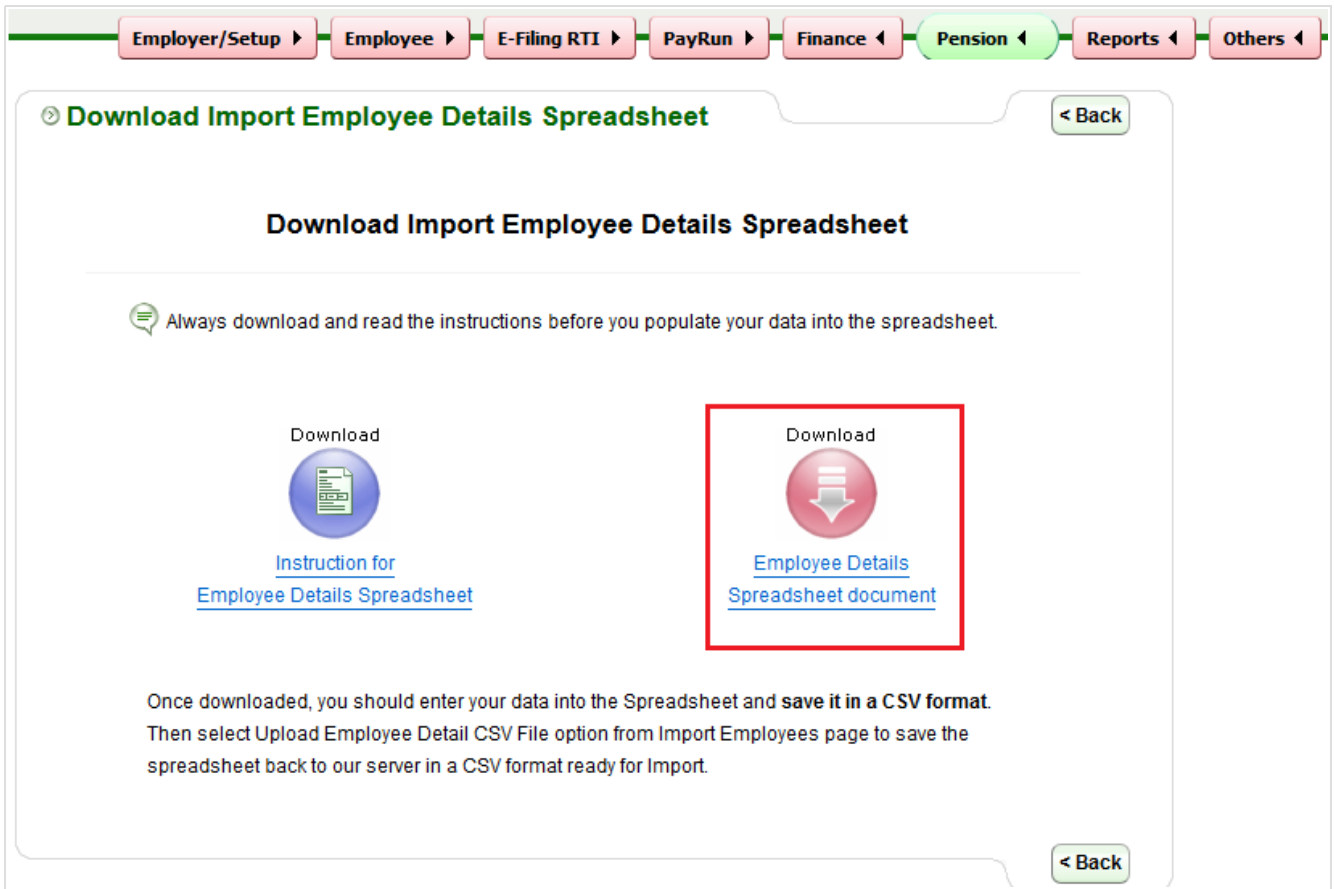 Employer/Setup Employee E-Filing RTI PayRun Finance Pension Reports Others
Download Import Employee Details Spreadsheet
< Back
Download Import Employee Details Spreadsheet
Always download and read the instructions before you populate your data into the spreadsheet.
Download
Instruction for
Employee Details Spreadsheet
Download
Employee Details
Spreadsheet document
Once downloaded, you should enter your data into the Spreadsheet and save it in a CSV format.
Then select Upload Employee Detail CSV File option from Import Employees page to save the
spreadsheet back to our server in a CSV format ready for Import.
< Back